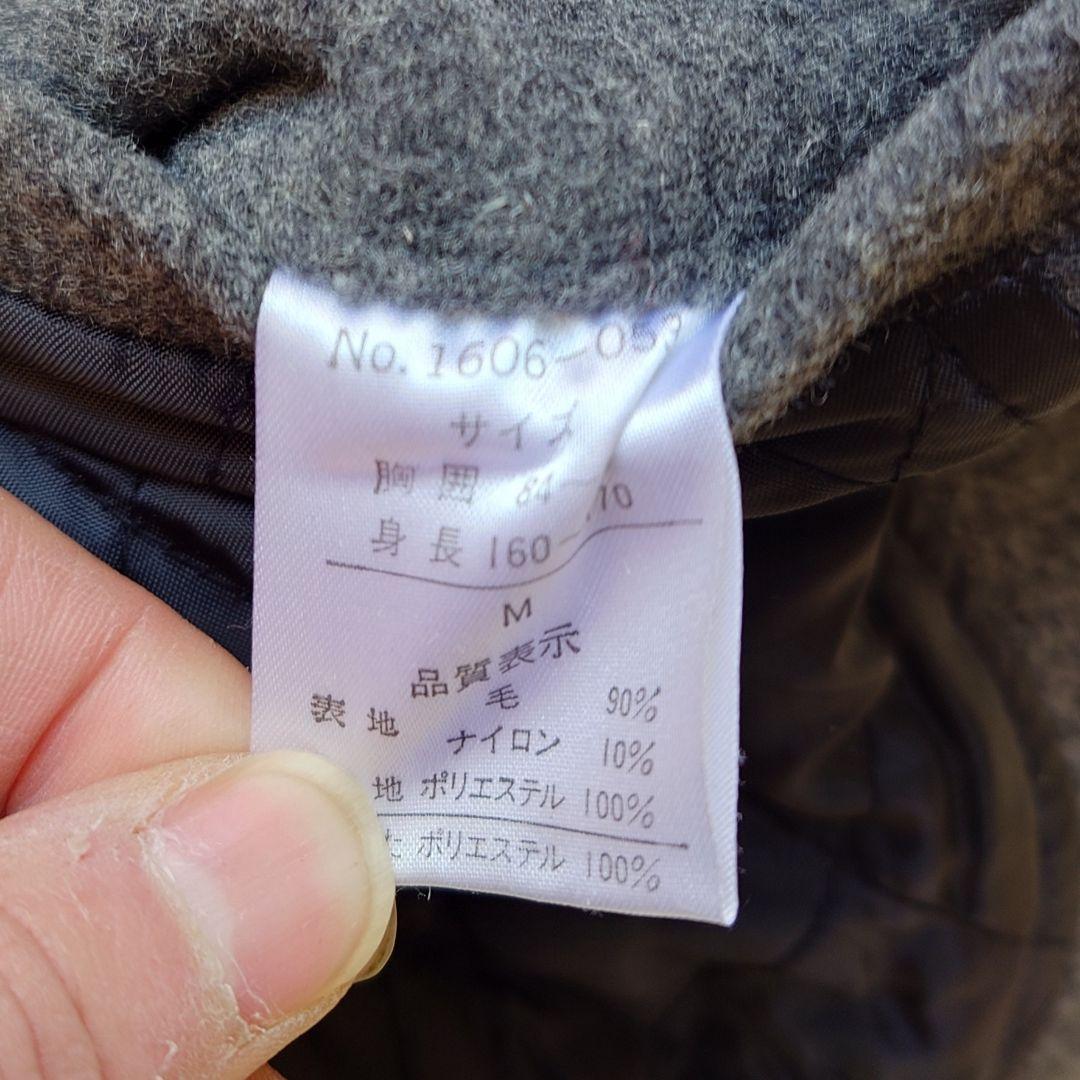 No. 1606-053
サイズ
胸囲 84
身長 160-
M
品質表示
毛 90%
表地 ナイロン 10%
地 ポリエステル 100%
た ポリエステル 100%